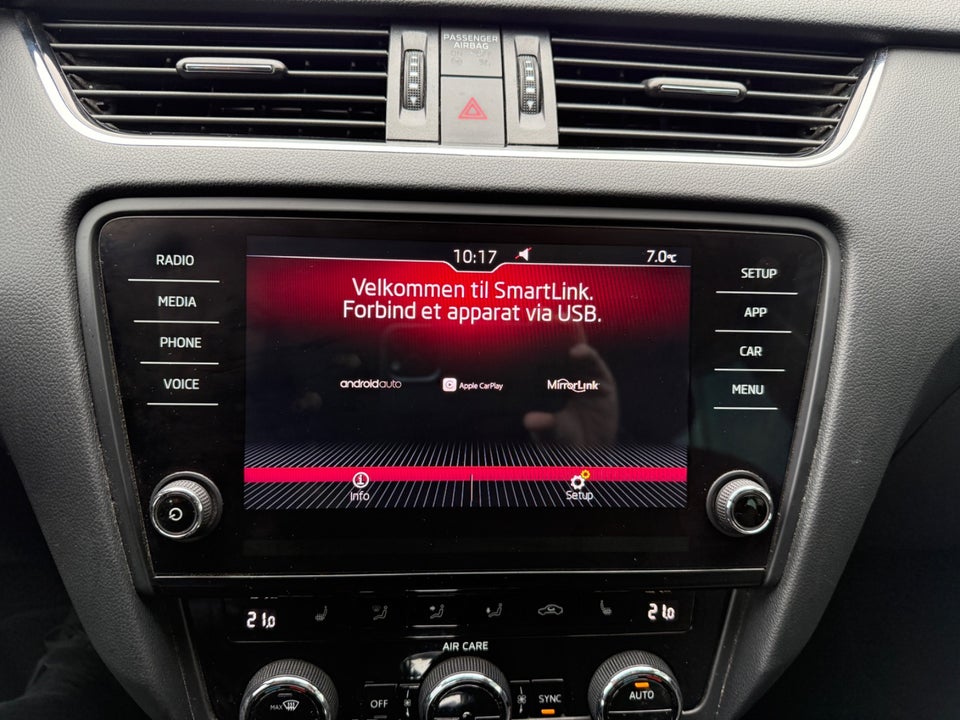 PASSENGER
AIRBAG
RADIO
MEDIA
PHONE
VOICE
10:17
7.0°C
Velkommen til SmartLink.
Forbind et apparat via USB.
androidauto
Apple CarPlay
MirrorLink
Info
Setup
SETUP
APP
CAR
MENU
21.0
21.0
AIR CARE
MAX
OFF
SYNC
AUTO